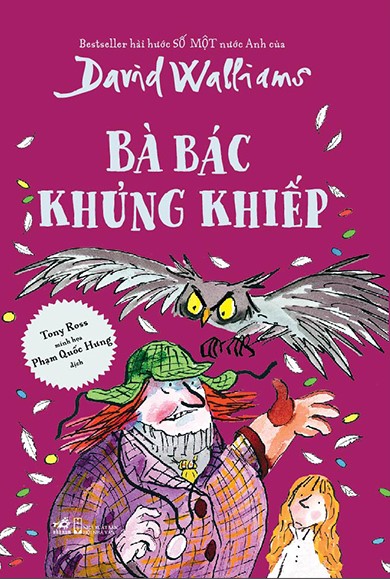 Bestseller hài hước SỐ MỘT nước Anh của
David Walliams
BÀ BÁC
KHỦNG KHIẾP
Tony Ross
minh họa
Phạm Quốc Hưng
dịch